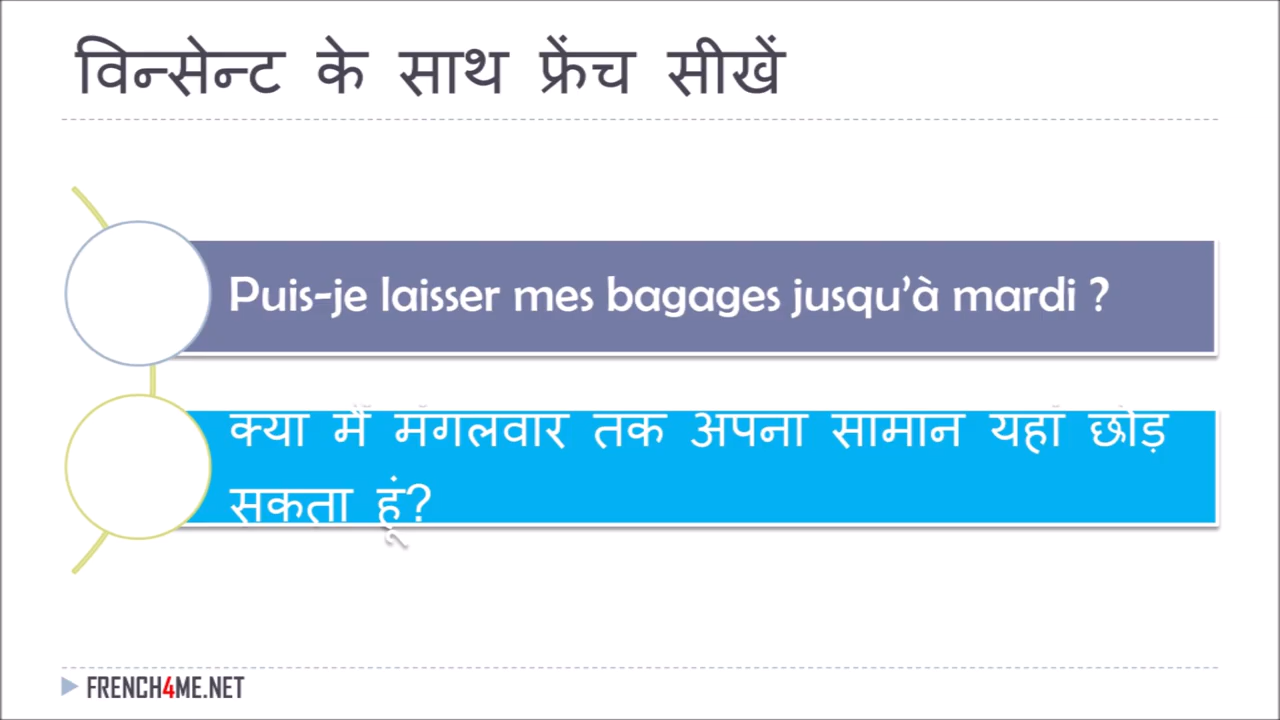 विन्सेन्ट के साथ फ्रेंच सीखें
Puis-je laisser mes bagages jusqu'à mardi ?
क्या मैं मंगलवार तक अपना सामान यहाँ छोड़
सकता हूं?
FRENCH4ME.NET